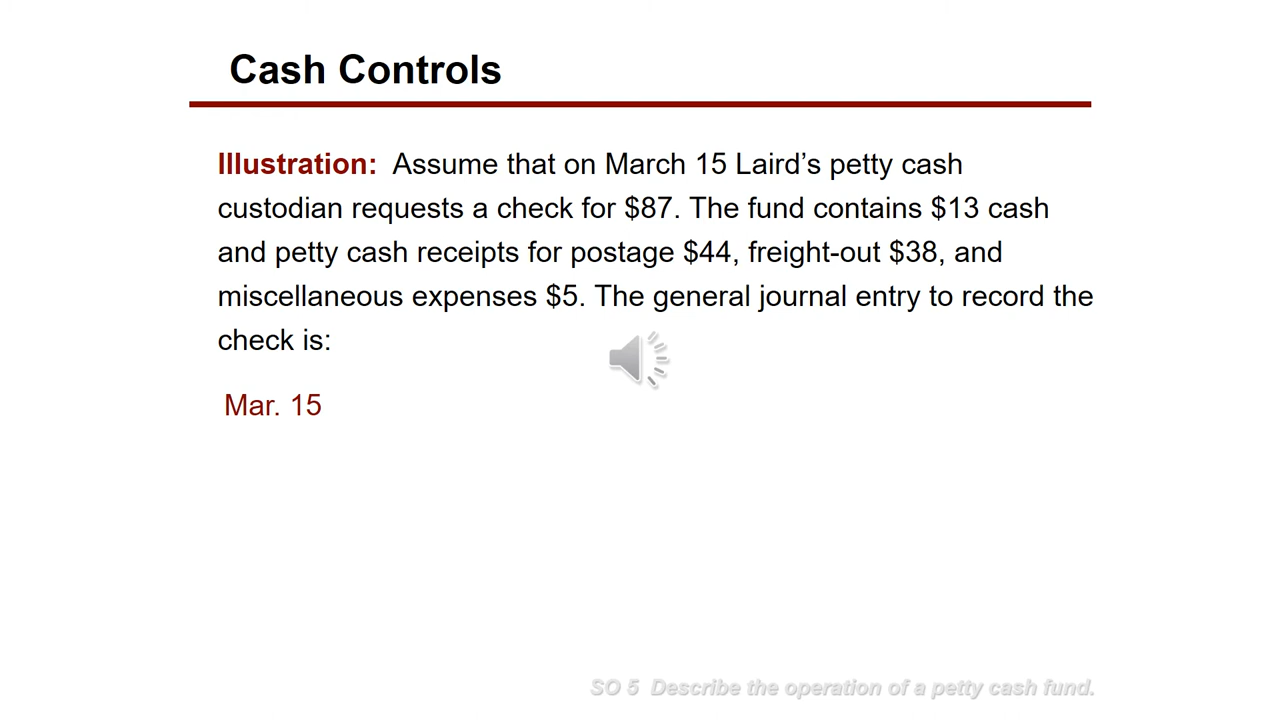 Cash Controls
Illustration: Assume that on March 15 Laird’s petty cash
custodian requests a check for $87. The fund contains $13 cash
and petty cash receipts for postage $44, freight-out $38, and
miscellaneous expenses $5. The general journal entry to record the
check is:
Mar. 15
SO 5 Describe the operation of a petty cash fund.